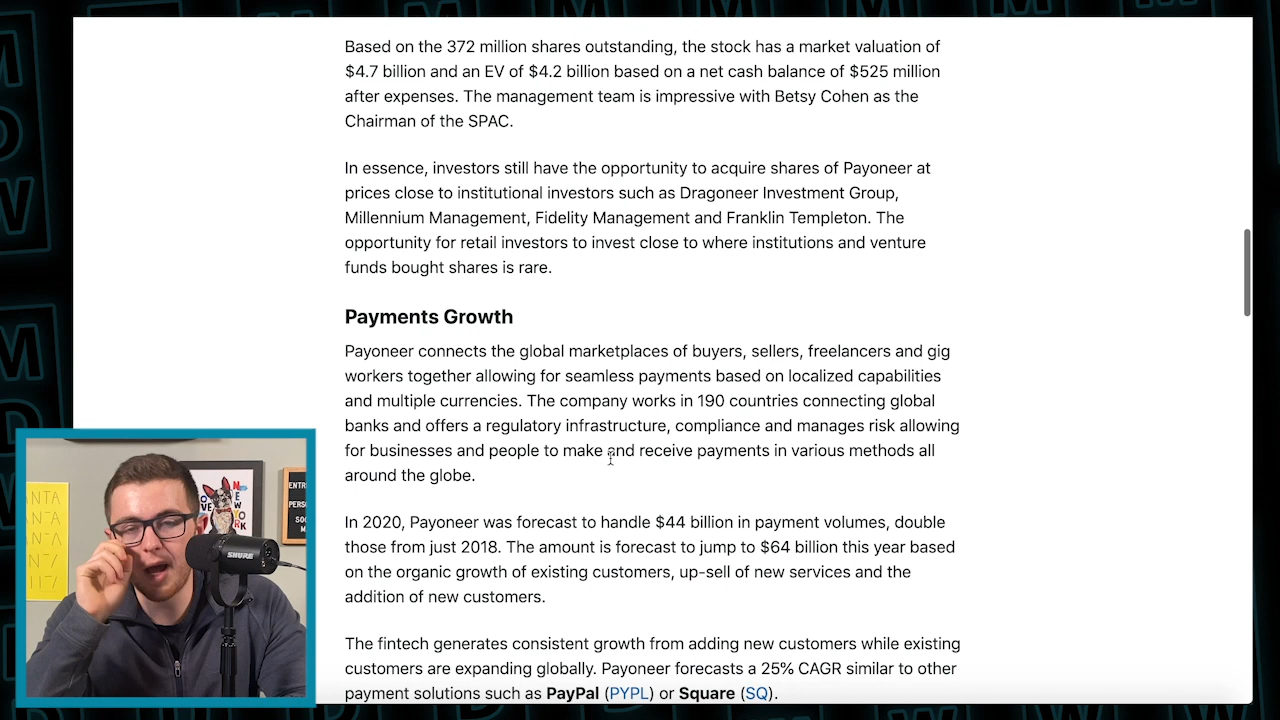 Based on the 372 million shares outstanding, the stock has a market valuation of
$4.7 billion and an EV of $4.2 billion based on a net cash balance of $525 million
after expenses. The management team is impressive with Betsy Cohen as the
Chairman of the SPAC.
In essence, investors still have the opportunity to acquire shares of Payoneer at
prices close to institutional investors such as Dragoneer Investment Group,
Millennium Management, Fidelity Management and Franklin Templeton. The
opportunity for retail investors to invest close to where institutions and venture
funds bought shares is rare.
Payments Growth
Payoneer connects the global marketplaces of buyers, sellers, freelancers and gig
workers together allowing for seamless payments based on localized capabilities
and multiple currencies. The company works in 190 countries connecting global
banks and offers a regulatory infrastructure, compliance and manages risk allowing
for businesses and people to make and receive payments in various methods all
around the globe.
In 2020, Payoneer was forecast to handle $44 billion in payment volumes, double
those from just 2018. The amount is forecast to jump to $64 billion this year based
on the organic growth of existing customers, up-sell of new services and the
addition of new customers.
The fintech generates consistent growth from adding new customers while existing
customers are expanding globally. Payoneer forecasts a 25% CAGR similar to other
payment solutions such as PayPal (PYPL) or Square (SQ).
SHURE